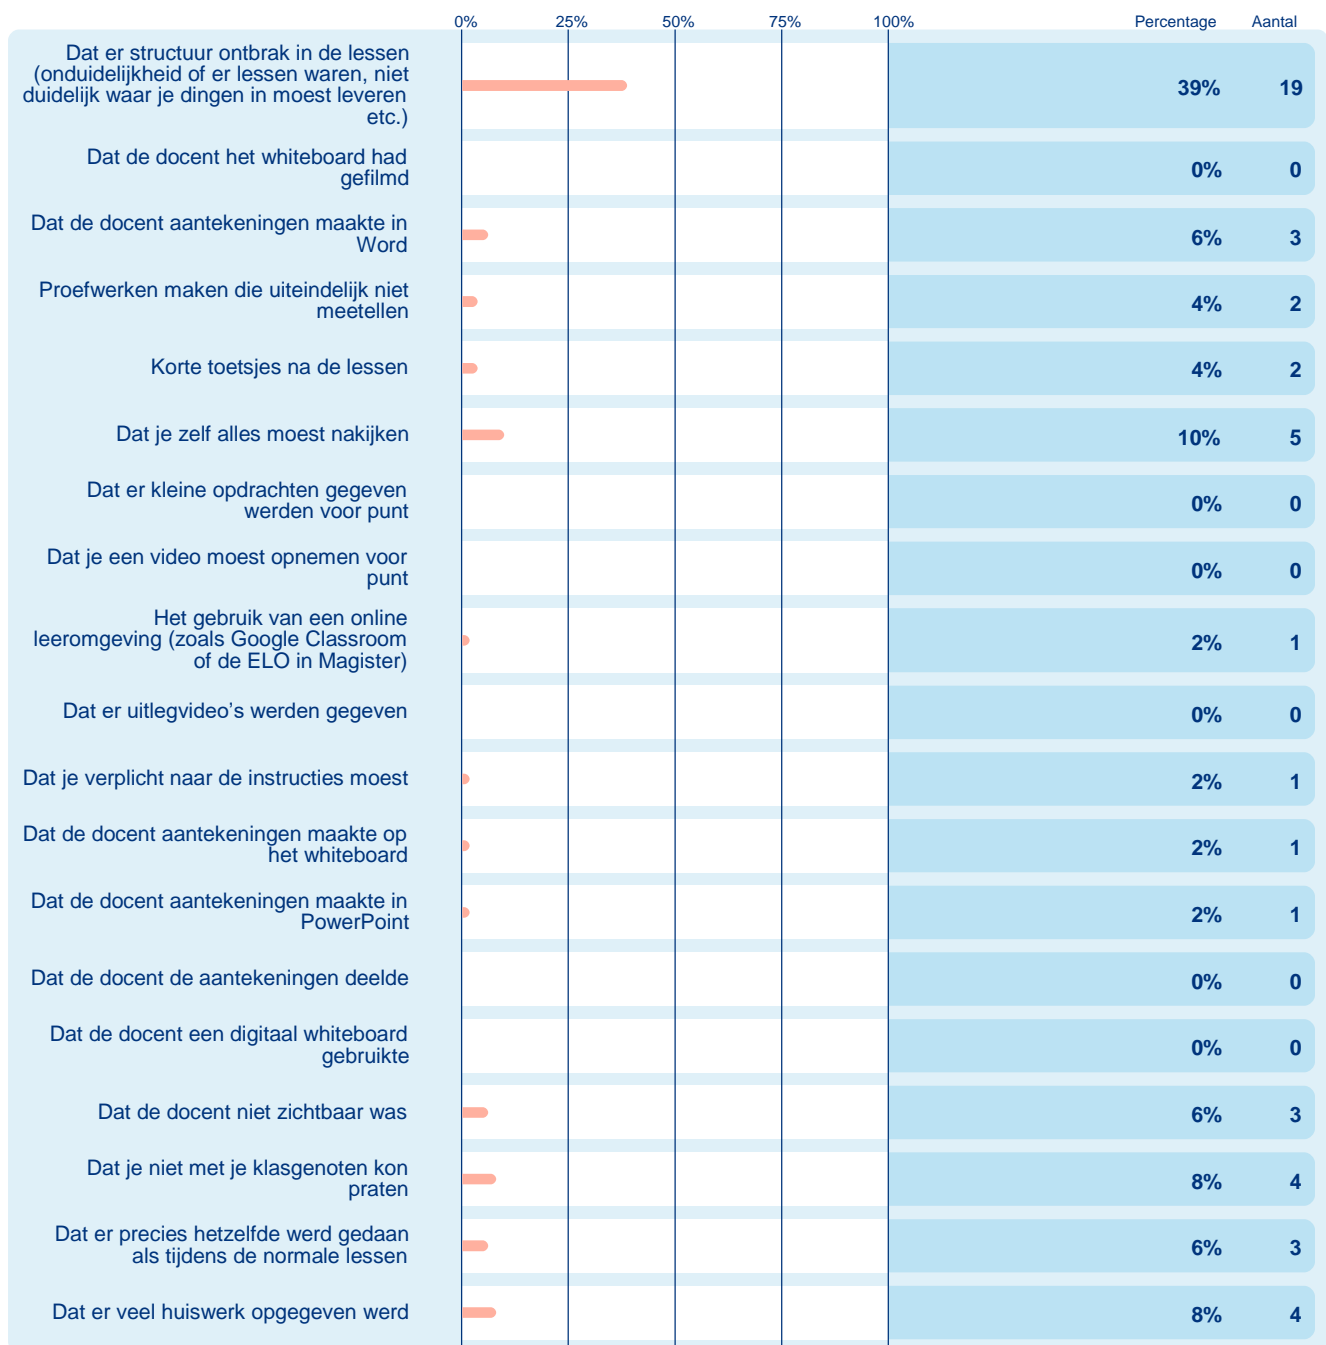 0% 25% 50% 75% 100% Percentage Aantal
Dat er structuur ontbrak in de lessen
(onduidelijkheid of er lessen waren, niet
duidelijk waar je dingen in moest leveren
etc.)
39% 19
Dat de docent het whiteboard had
gefilmd
0% 0
Dat de docent aantekeningen maakte in
Word
6% 3
Proefwerken maken die uiteindelijk niet
meetellen
4% 2
Korte toetsjes na de lessen
4% 2
Dat je zelf alles moest nakijken
10% 5
Dat er kleine opdrachten gegeven
werden voor punt
0% 0
Dat je een video moest opnemen voor
punt
0% 0
Het gebruik van een online
leeromgeving (zoals Google Classroom
of de ELO in Magister)
2% 1
Dat er uitlegvideo’s werden gegeven
0% 0
Dat je verplicht naar de instructies moest
2% 1
Dat de docent aantekeningen maakte op
het whiteboard
2% 1
Dat de docent aantekeningen maakte in
PowerPoint
2% 1
Dat de docent de aantekeningen deelde
0% 0
Dat de docent een digitaal whiteboard
gebruikte
0% 0
Dat de docent niet zichtbaar was
6% 3
Dat je niet met je klasgenoten kon
praten
8% 4
Dat er precies hetzelfde werd gedaan
als tijdens de normale lessen
6% 3
Dat er veel huiswerk opgegeven werd
8% 4